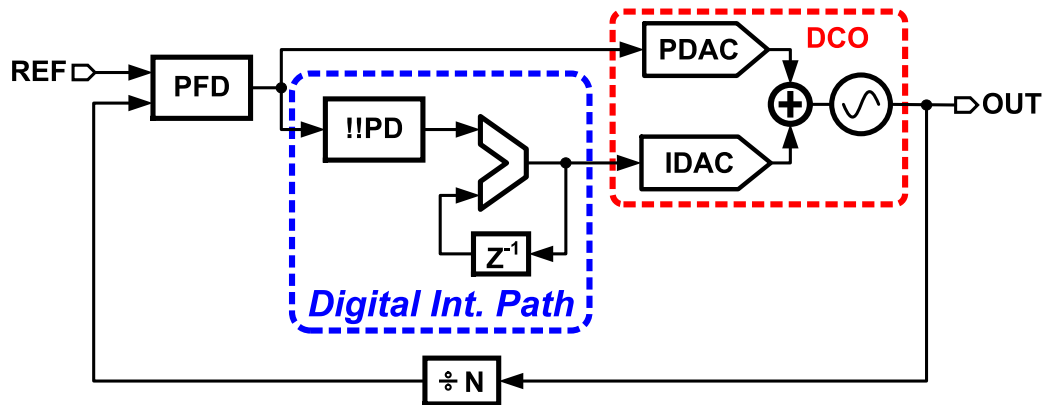 DCO
PDAC
REF
PFD
OUT
!!PD
IDAC
Z-1
Digital Int. Path
÷ N